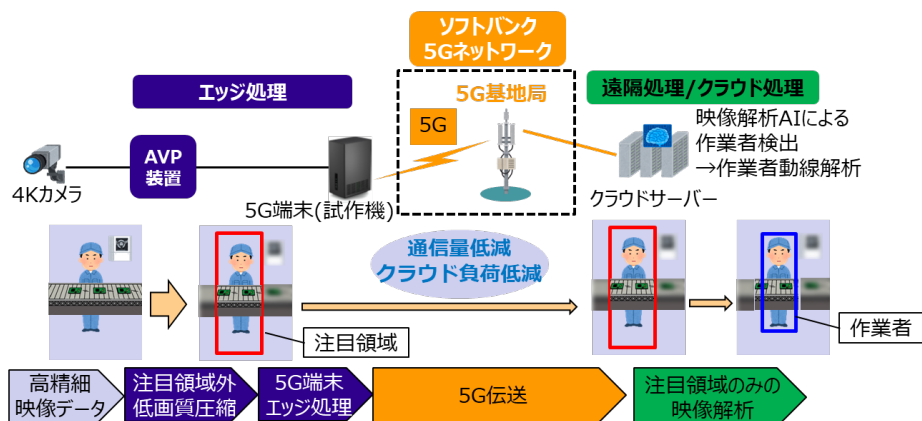 ソフトバンク
5Gネットワーク
エッジ処理
5G基地局
遠隔処理/クラウド処理
5G
映像解析AIによる
作業者検出
→作業者動線解析
AVP
装置
4Kカメラ
5G端末(試作機)
クラウドサーバー
通信量低減
クラウド負荷低減
注目領域
作業者
高精細
映像データ
注目領域外
低画質圧縮
5G端末
エッジ処理
5G伝送
注目領域のみの
映像解析